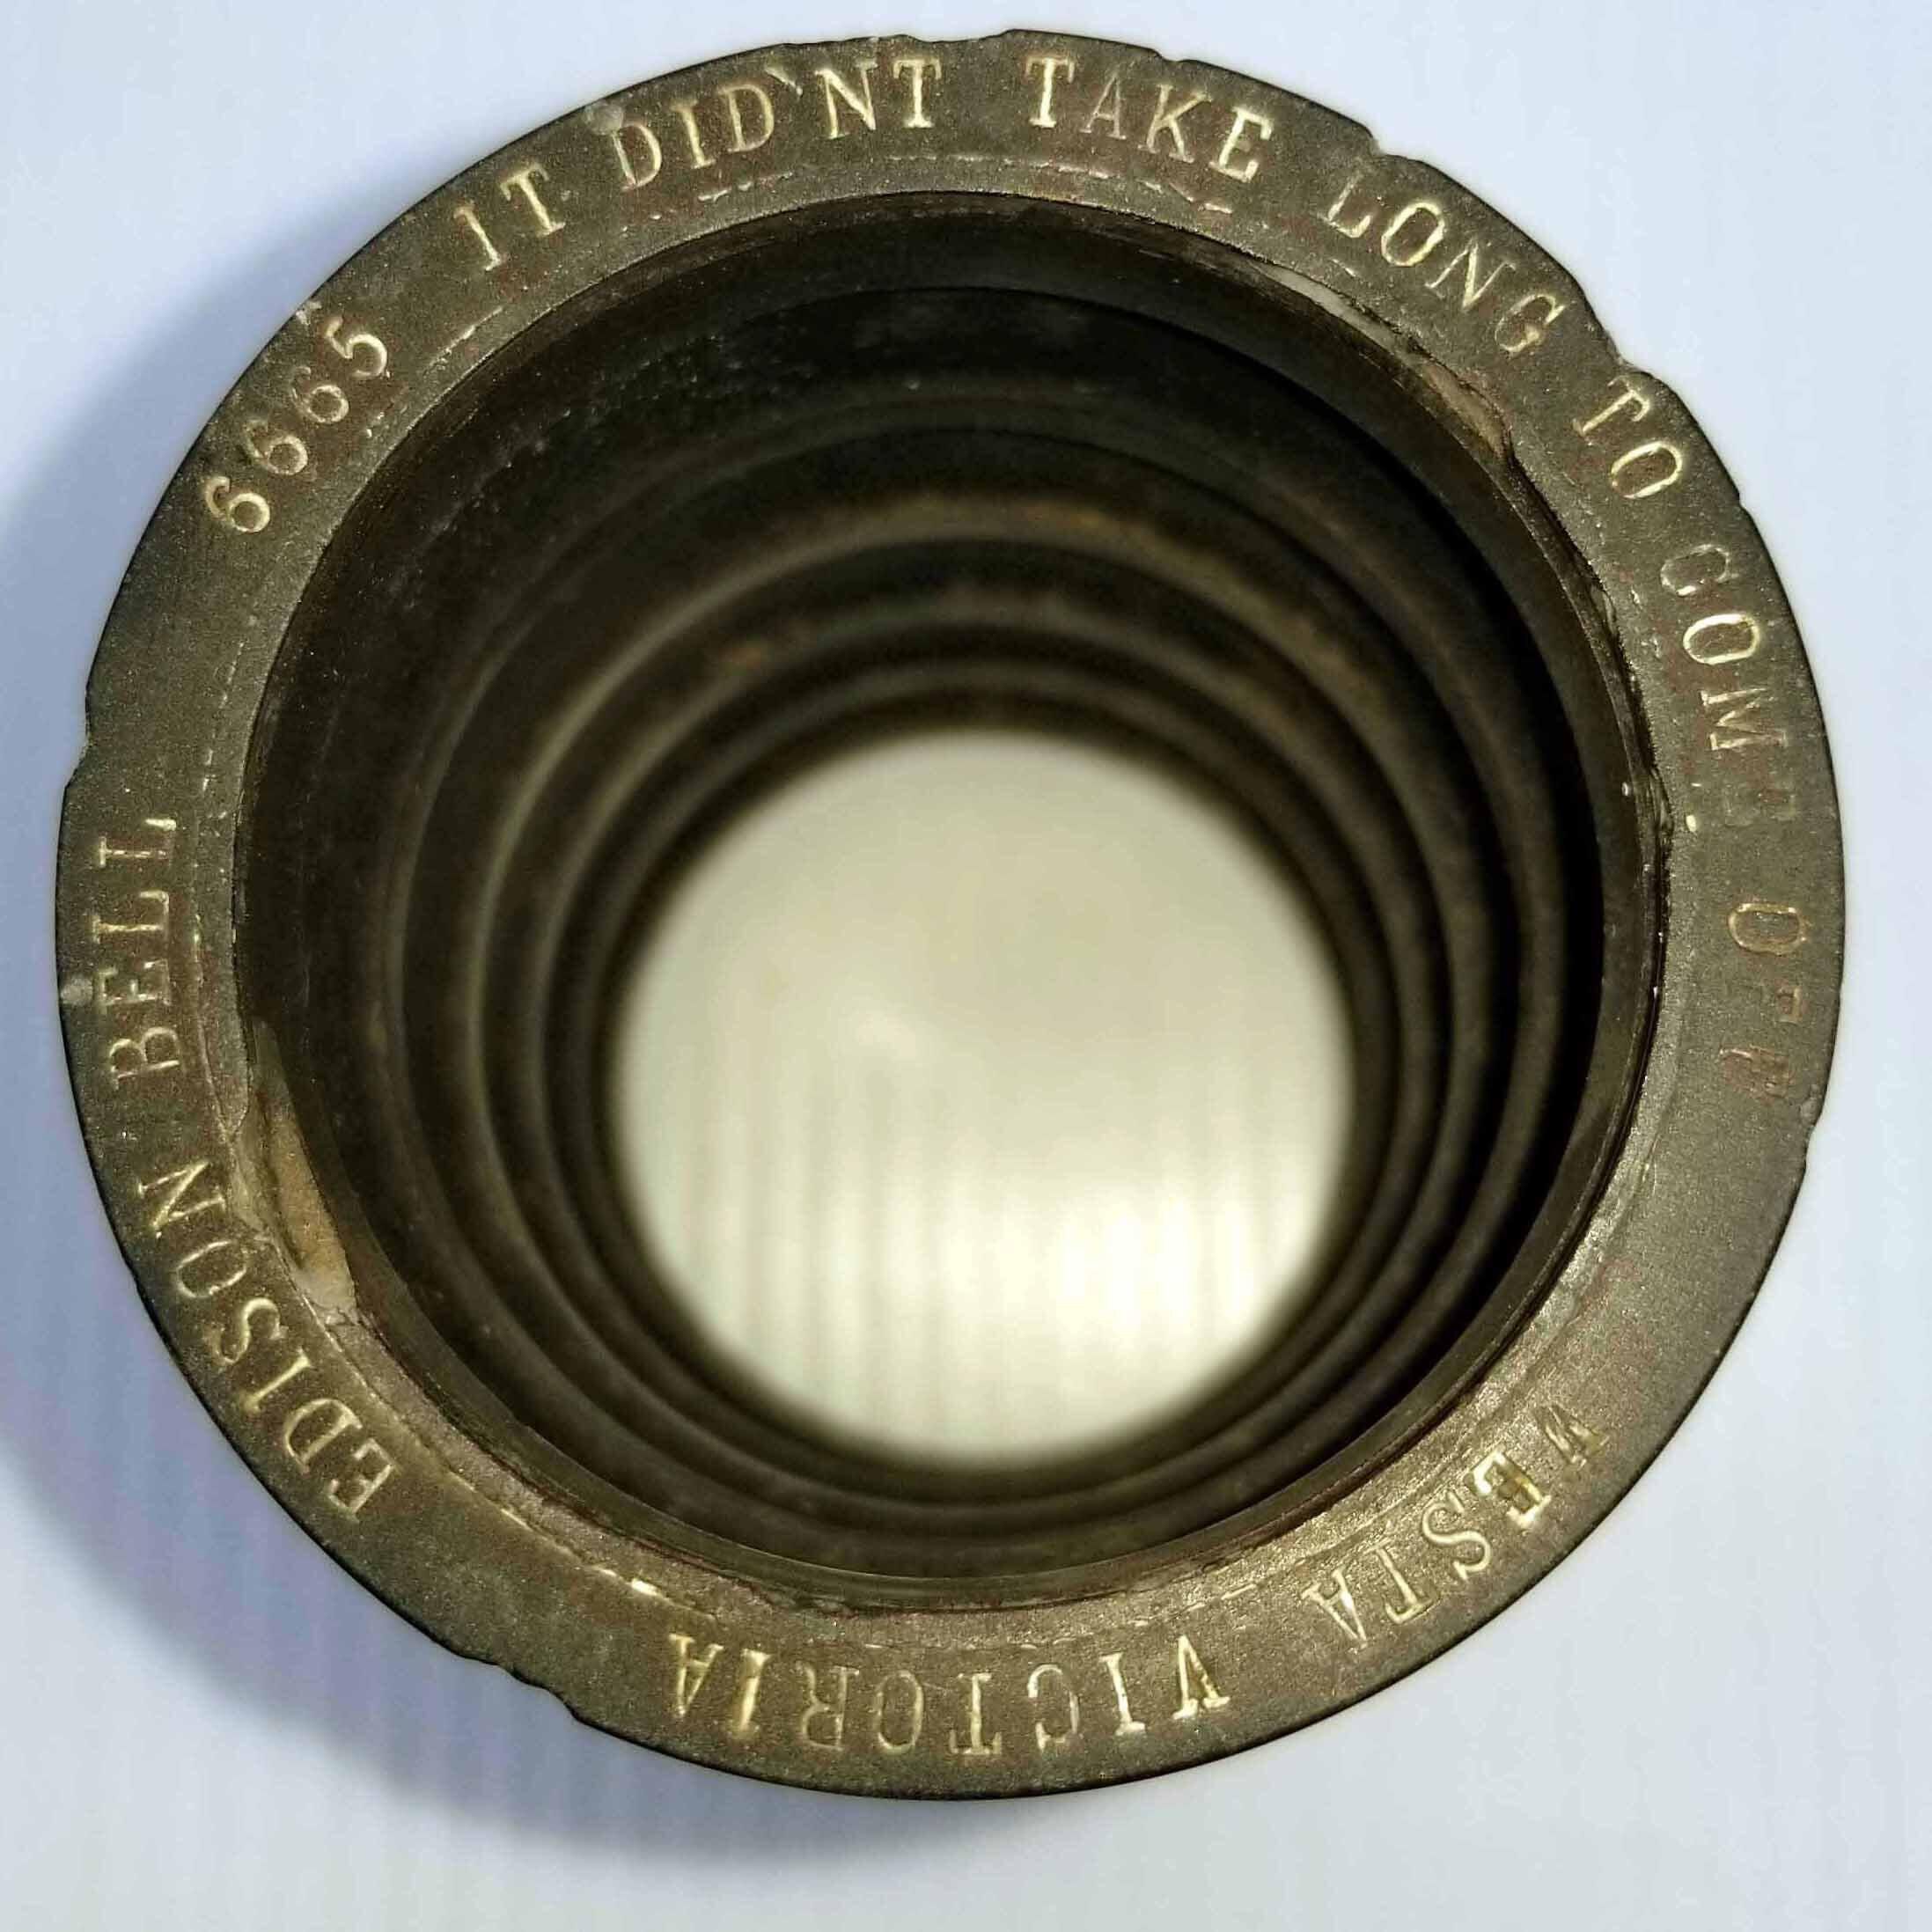 6665 IT DID'NT TAKE LONG TO COME OFF VESTA VICTORIA EDISON BELL